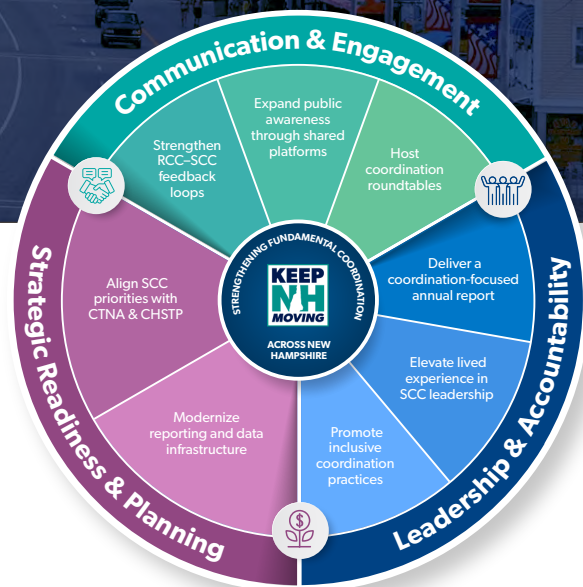 Communication & Engagement
Strengthen
RCC–SCC
feedback
loops
Expand public
awareness
through shared
platforms
Host
coordination
roundtables
Leadership & Accountability
Deliver a
coordination-focused
annual report
Elevate lived
experience in
SCC leadership
Promote
inclusive
coordination
practices
Strategic Readiness & Planning
Modernize
reporting and data
infrastructure
Align SCC
priorities with
CTNA & CHSTP
STRENGTHENING FUNDAMENTAL COORDINATION
KEEP
NH
MOVING
ACROSS NEW
HAMPSHIRE
$